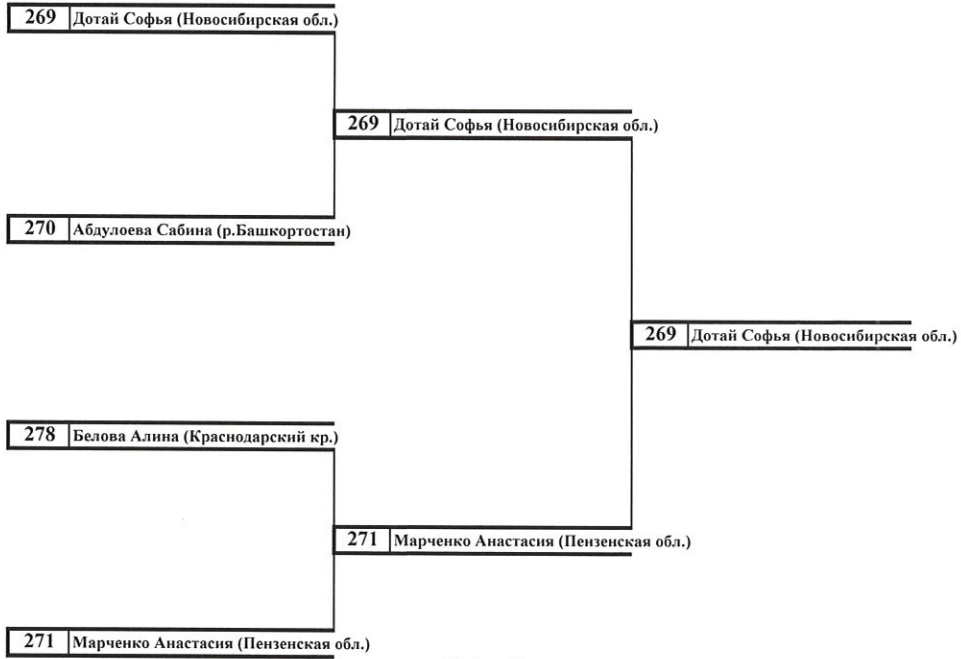 269 Дотай Софья (Новосибирская обл.)
269 Дотай Софья (Новосибирская обл.)
270 Абдулоева Сабина (р.Башкортостан)
269 Дотай Софья (Новосибирская обл.)
278 Белова Алина (Краснодарский кр.)
271 Марченко Анастасия (Пензенская обл.)
271 Марченко Анастасия (Пензенская обл.)